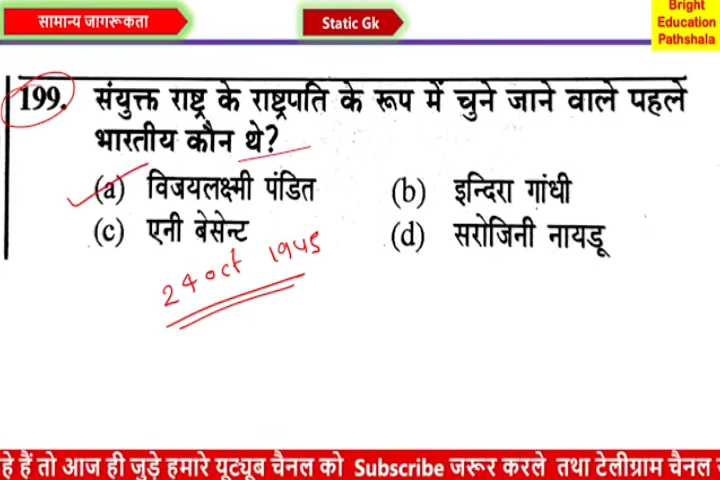 सामान्य जागरूकता
Static Gk
Bright
Education
Pathshala
199. संयुक्त राष्ट्र के राष्ट्रपति के रूप में चुने जाने वाले पहले
भारतीय कौन थे?
(a) विजयलक्ष्मी पंडित (b) इन्दिरा गांधी
(c) एनी बेसेन्ट (d) सरोजिनी नायडू
24 oct 1945
हे हैं तो आज ही जुड़े हमारे यूट्यूब चैनल को Subscribe जरूर करले तथा टेलीग्राम चैनल